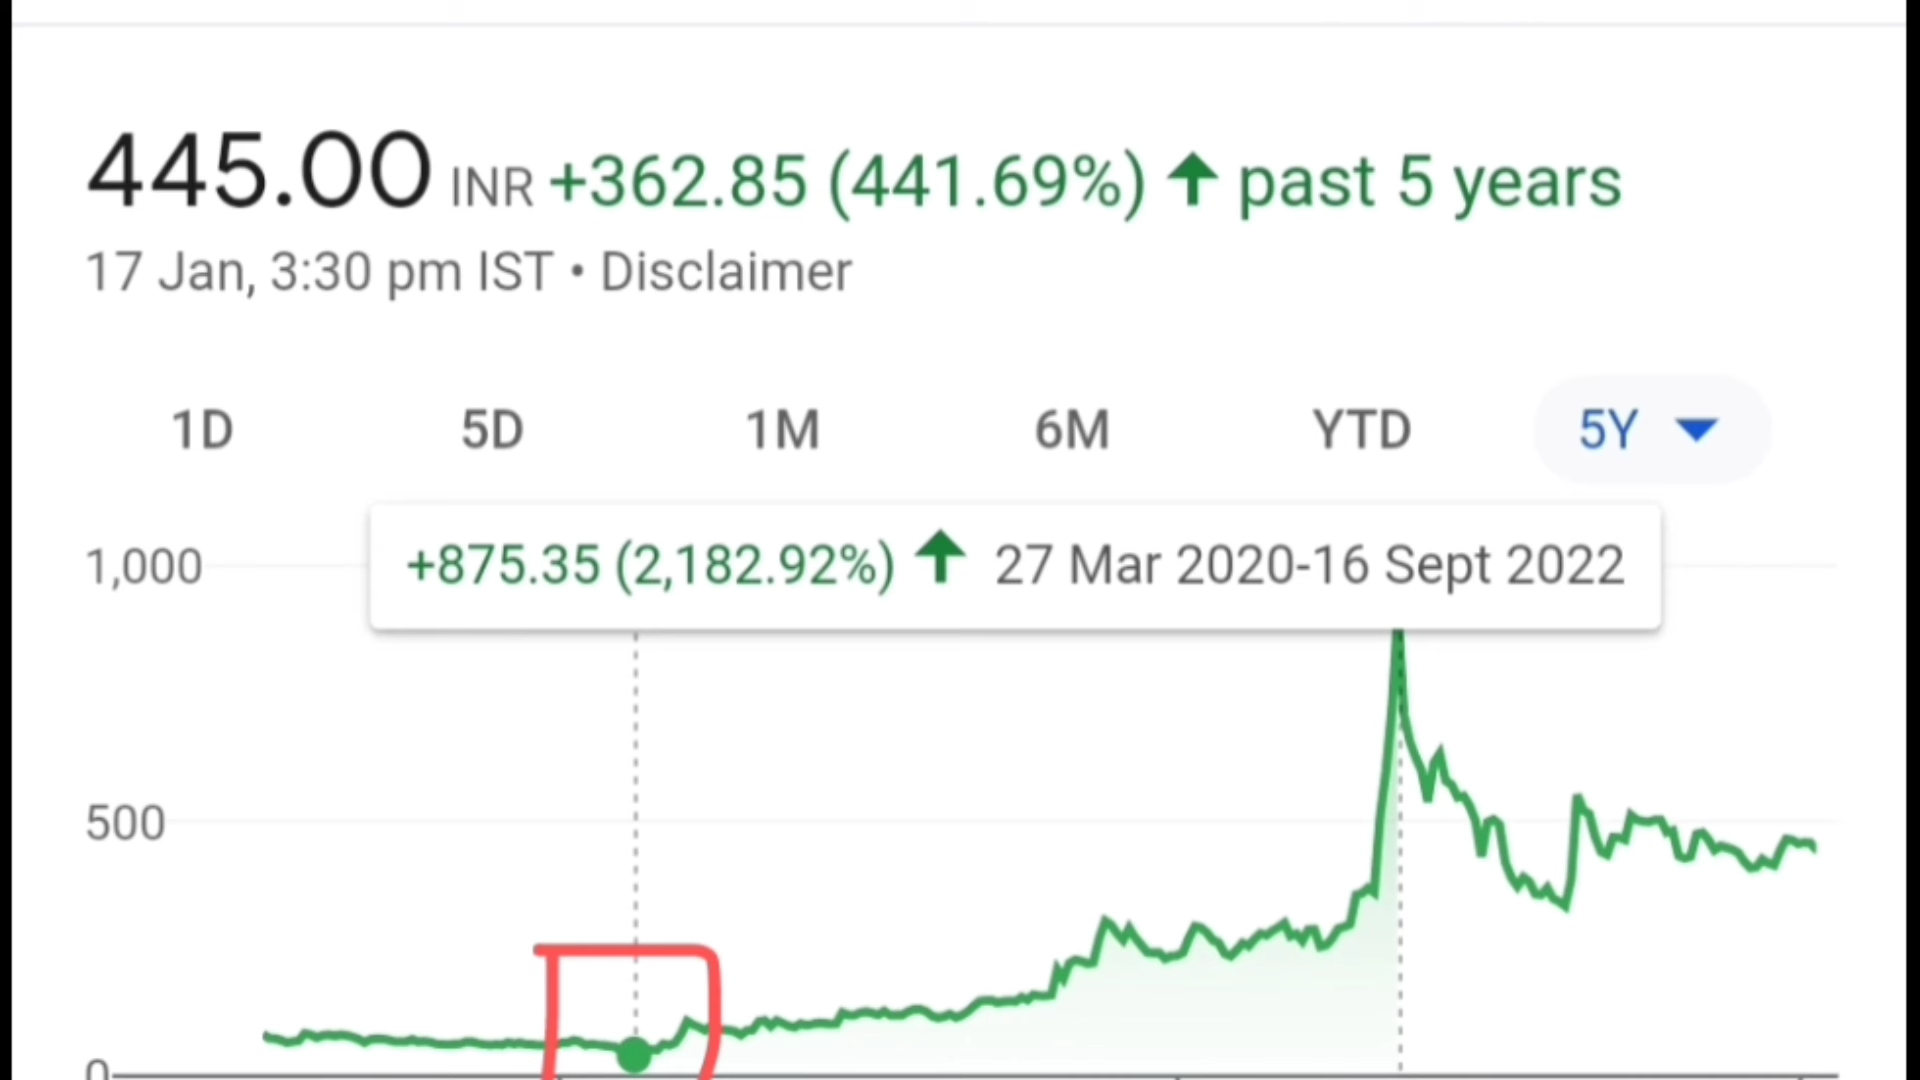 445.00 INR +362.85 (441.69%) ↑ past 5 years
17 Jan, 3:30 pm IST • Disclaimer
1D 5D 1M 6M YTD 5Y
1,000
+875.35 (2,182.92%) ↑ 27 Mar 2020-16 Sept 2022
500
0